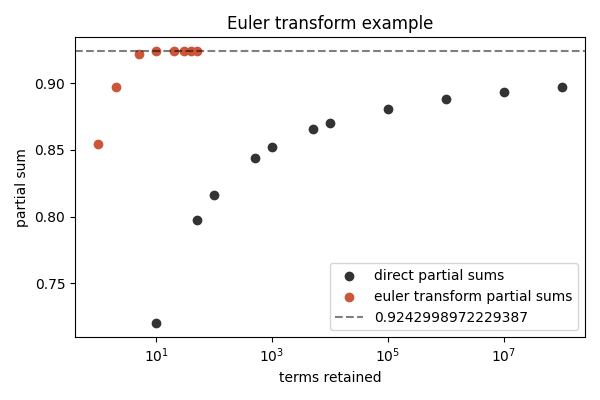 Euler transform example
partial sum
0.90
0.85
0.80
0.75
direct partial sums
euler transform partial sums
0.9242998972229387
10¹
10³
10⁵
10⁷
terms retained